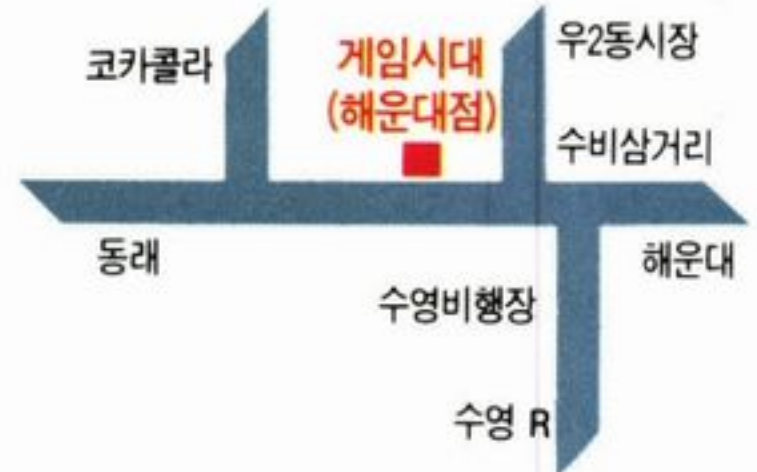 코카콜라
게임시대
(해운대점)
우2동시장
수비삼거리
동래
해운대
수영비행장
수영 R